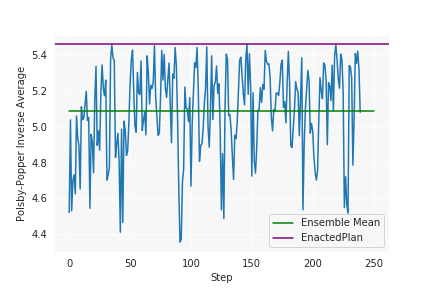 5.4
5.2
5.0
4.8
4.6
4.4
Polsby-Popper Inverse Average
0 50 100 150 200 250
Step
Ensemble Mean
EnactedPlan